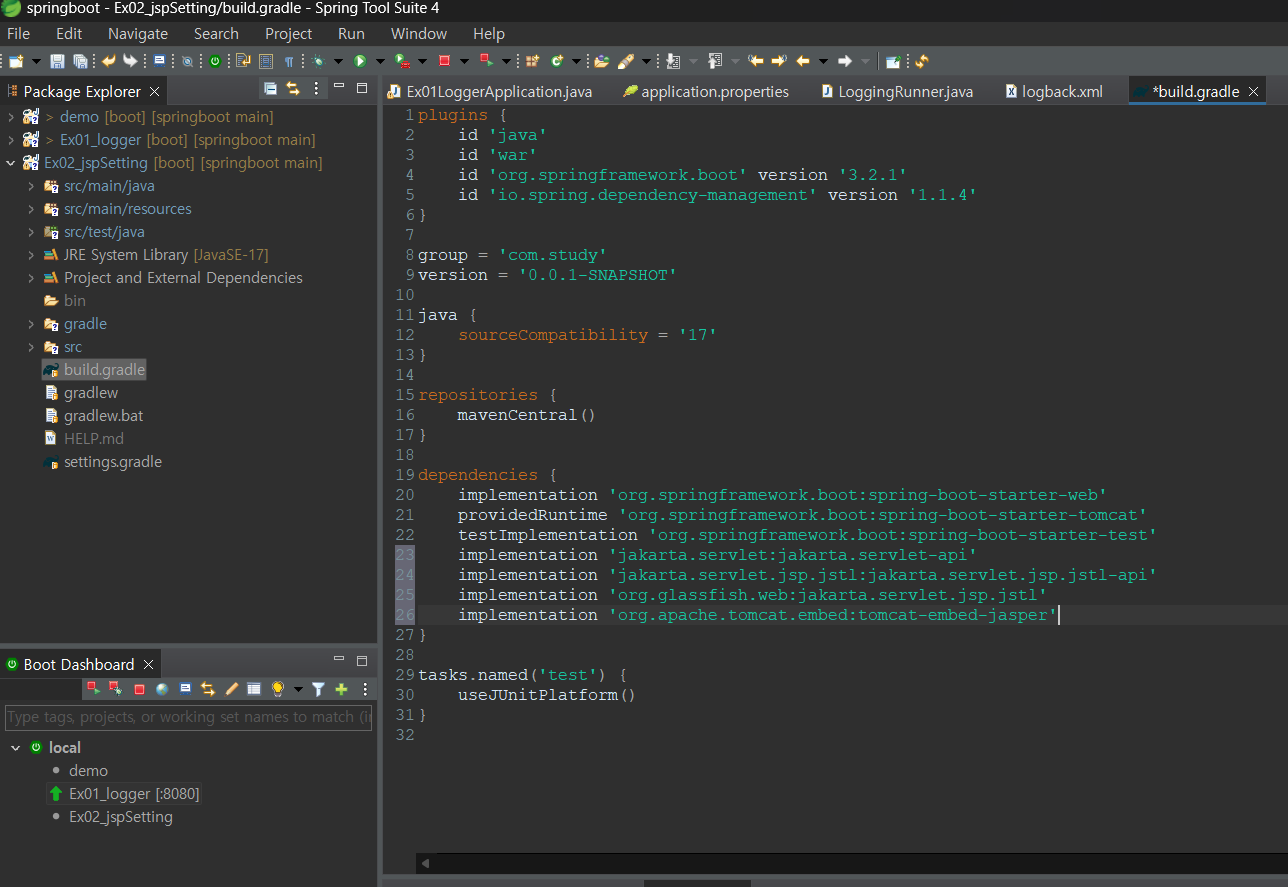 springboot - Ex02_jspSetting/build.gradle - Spring Tool Suite 4
File Edit Navigate Search Project Run Window Help
Package Explorer
> demo [boot] [springboot main]
> Ex01_logger [boot] [springboot main]
Ex02_jspSetting [boot] [springboot main]
src/main/java
src/main/resources
src/test/java
JRE System Library [JavaSE-17]
Project and External Dependencies
bin
gradle
src
build.gradle
gradlew
gradlew.bat
HELP.md
settings.gradle
Boot Dashboard
Type tags, projects, or working set names to match (i
local
demo
Ex01_logger [:8080]
Ex02_jspSetting
Ex01LoggerApplication.java application.properties LoggingRunner.java logback.xml *build.gradle
1 plugins {
2     id 'java'
3     id 'war'
4     id 'org.springframework.boot' version '3.2.1'
5     id 'io.spring.dependency-management' version '1.1.4'
6 }
7
8 group = 'com.study'
9 version = '0.0.1-SNAPSHOT'
10
11 java {
12     sourceCompatibility = '17'
13 }
14
15 repositories {
16     mavenCentral()
17 }
18
19 dependencies {
20     implementation 'org.springframework.boot:spring-boot-starter-web'
21     providedRuntime 'org.springframework.boot:spring-boot-starter-tomcat'
22     testImplementation 'org.springframework.boot:spring-boot-starter-test'
23     implementation 'jakarta.servlet:jakarta.servlet-api'
24     implementation 'jakarta.servlet.jsp.jstl:jakarta.servlet.jsp.jstl-api'
25     implementation 'org.glassfish.web:jakarta.servlet.jsp.jstl'
26     implementation 'org.apache.tomcat.embed:tomcat-embed-jasper'
27 }
28
29 tasks.named('test') {
30     useJUnitPlatform()
31 }
32